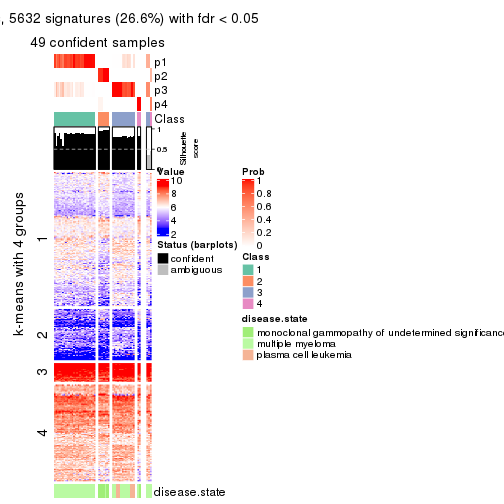 , 5632 signatures (26.6%) with fdr < 0.05
49 confident samples
p1
p2
p3
p4
Class
1
0.5
0
Silhouette
score
k-means with 4 groups
1
2
3
4
disease.state
Value
10
8
6
4
2
Status (barplots)
confident
ambiguous
Prob
1
0.8
0.6
0.4
0.2
0
Class
1
2
3
4
disease.state
monoclonal gammopathy of undetermined significance
multiple myeloma
plasma cell leukemia